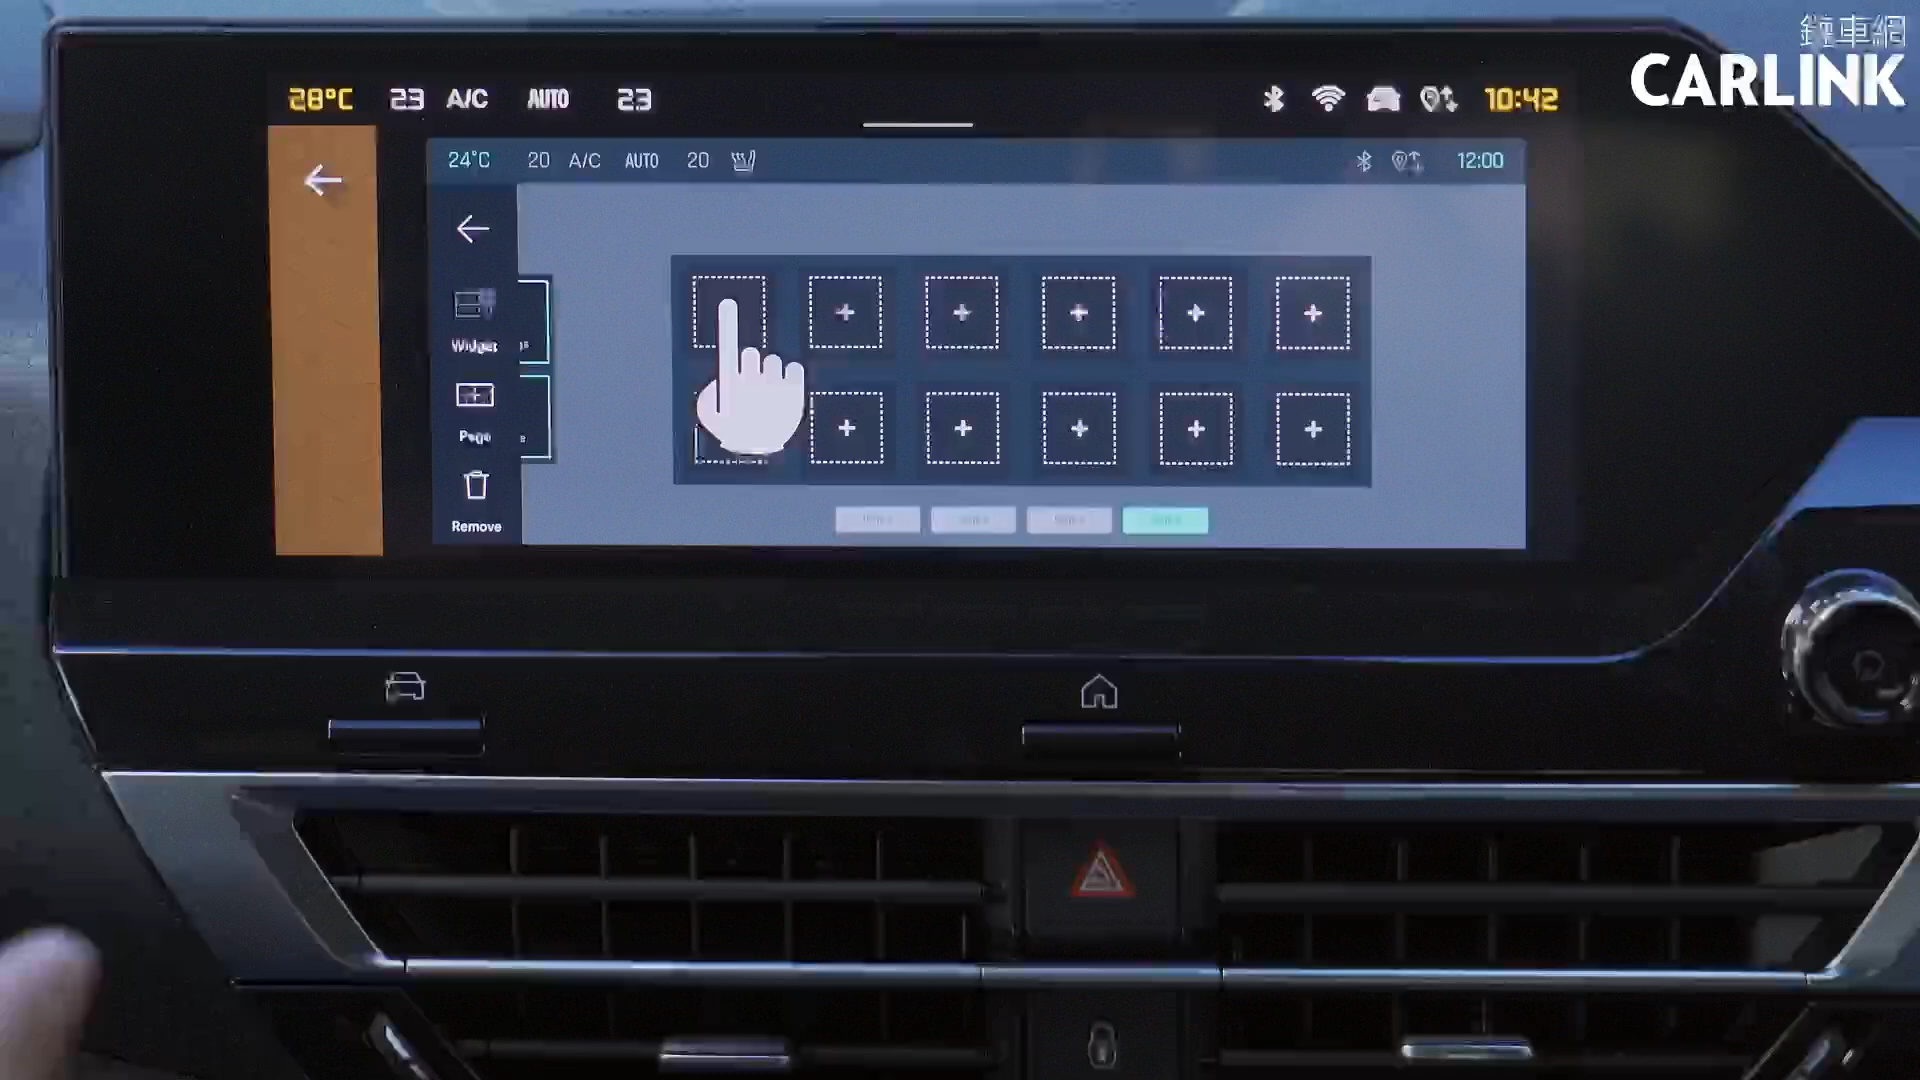 鏈車網
CARLINK
28°C 23 A/C AUTO 23 10:42
24°C 20 A/C AUTO 20 12:00
Widget
Page
Remove